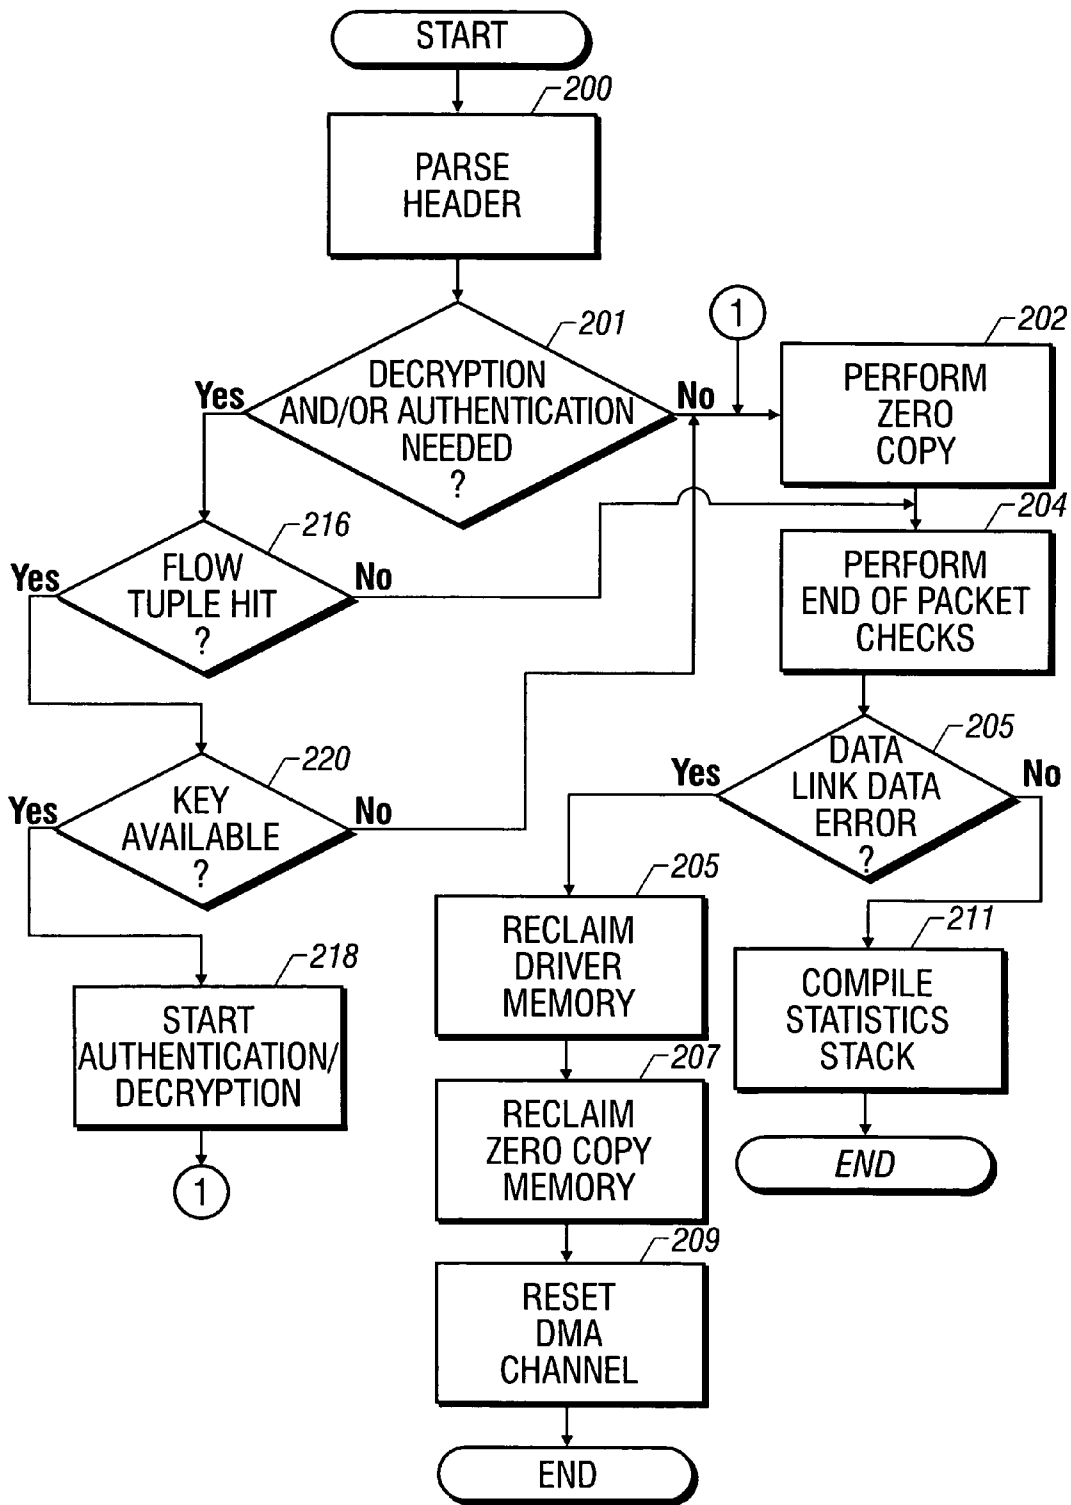 START
200
PARSE
HEADER
201
DECRYPTION
AND/OR AUTHENTICATION
NEEDED
?
Yes
No
1
202
PERFORM
ZERO
COPY
216
FLOW
TUPLE HIT
?
Yes
No
204
PERFORM
END OF PACKET
CHECKS
220
KEY
AVAILABLE
?
Yes
No
205
DATA
LINK DATA
ERROR
?
Yes
No
218
START
AUTHENTICATION/
DECRYPTION
1
205
RECLAIM
DRIVER
MEMORY
211
COMPILE
STATISTICS
STACK
END
207
RECLAIM
ZERO COPY
MEMORY
209
RESET
DMA
CHANNEL
END